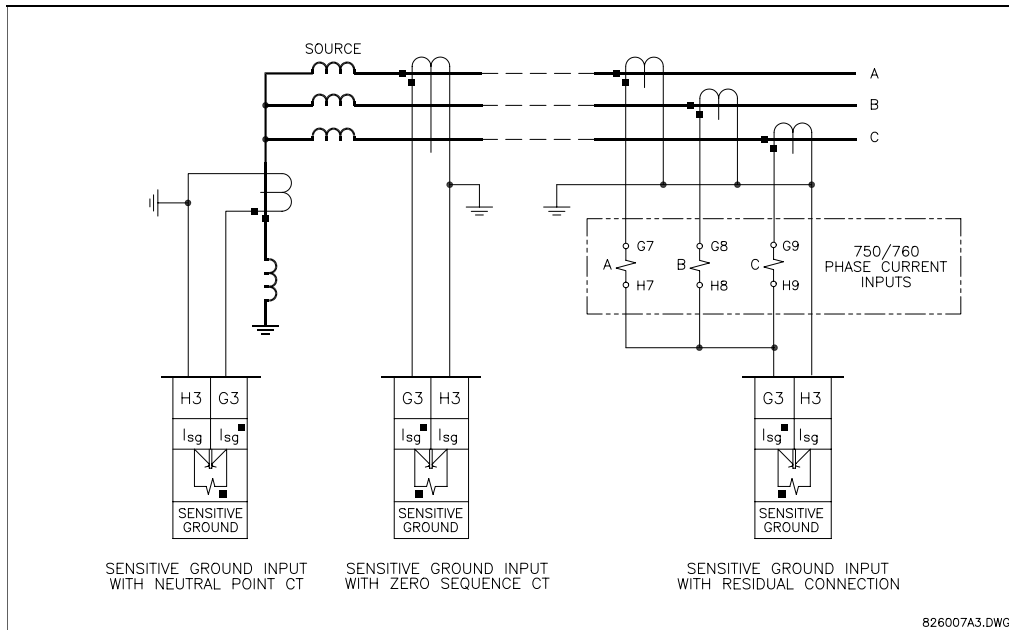 SOURCE
A
B
C
G7 G8 G9
A B C
H7 H8 H9
750/760
PHASE CURRENT
INPUTS
H3 G3
Isg Isg
SENSITIVE
GROUND
SENSITIVE GROUND INPUT
WITH NEUTRAL POINT CT
G3 H3
Isg Isg
SENSITIVE
GROUND
SENSITIVE GROUND INPUT
WITH ZERO SEQUENCE CT
G3 H3
Isg Isg
SENSITIVE
GROUND
SENSITIVE GROUND INPUT
WITH RESIDUAL CONNECTION
826007A3.DWG